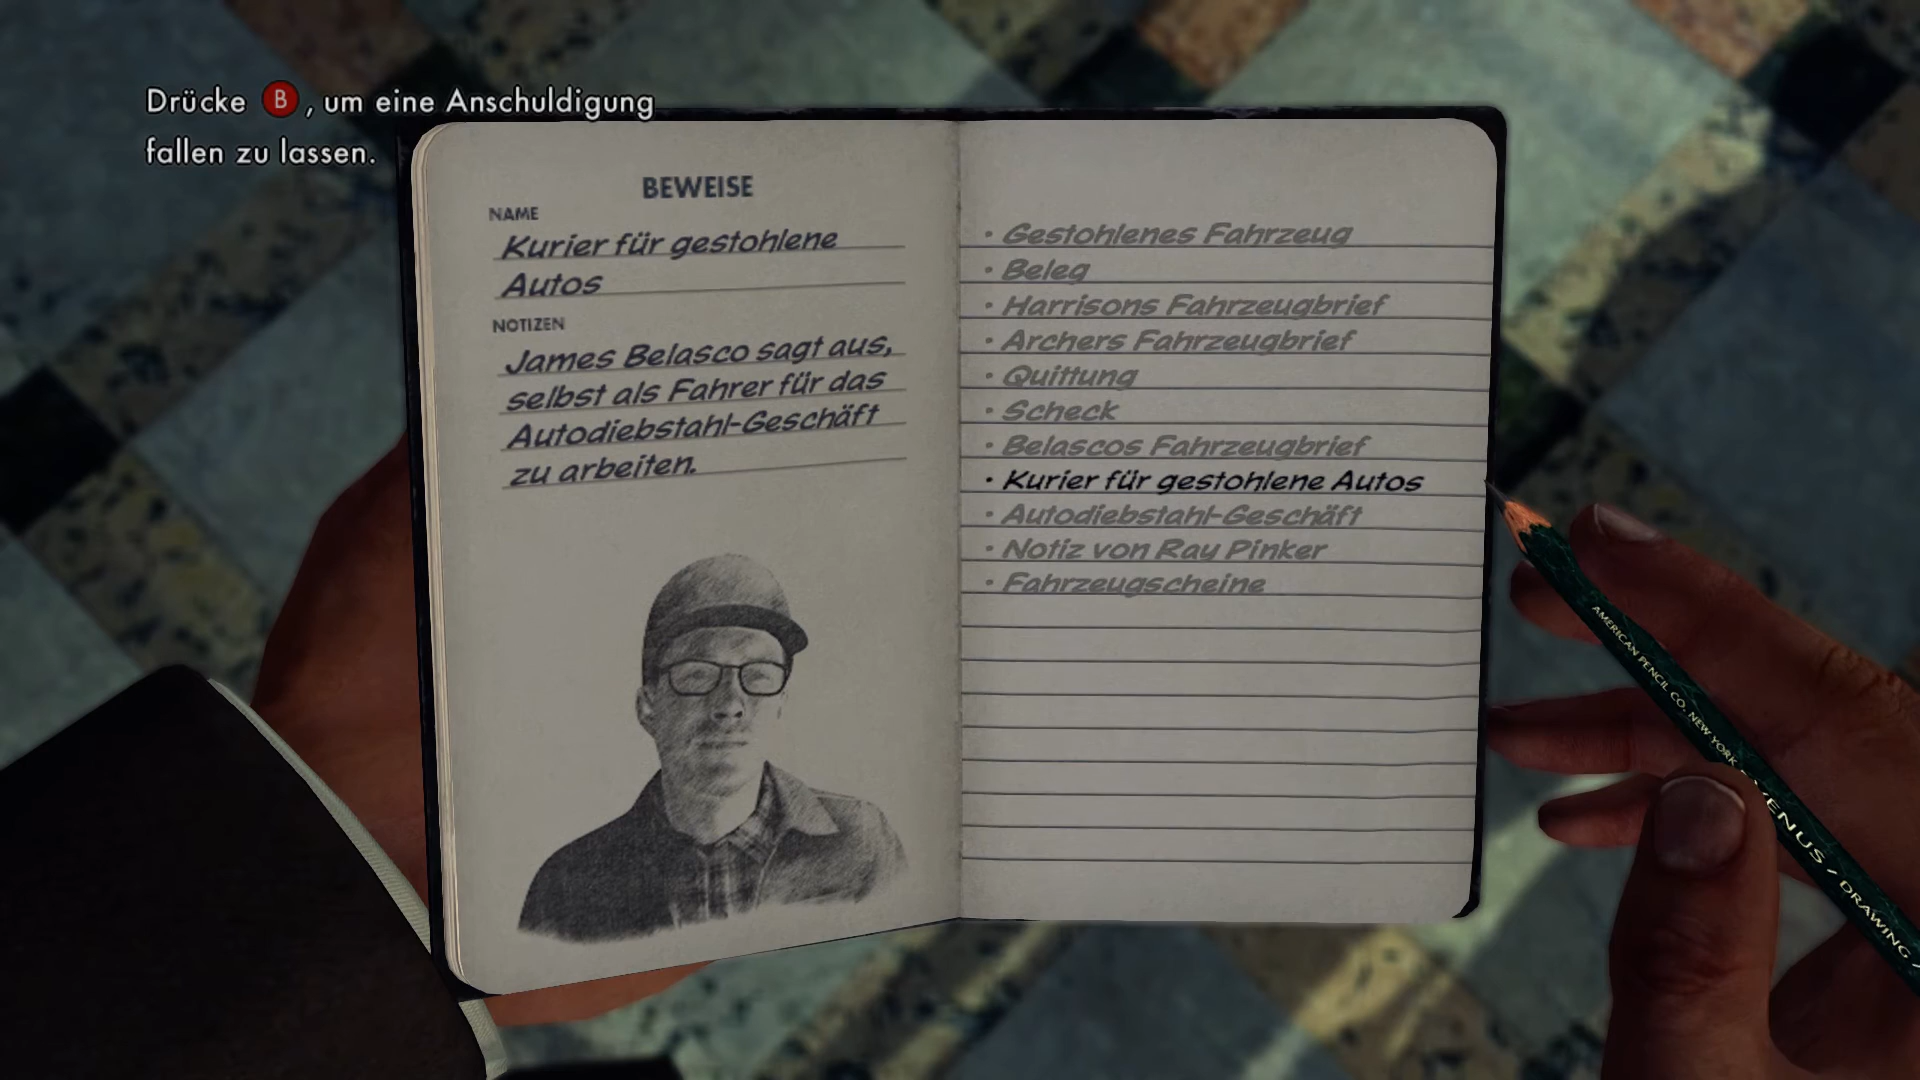 Drücke B, um eine Anschuldigung
fallen zu lassen.
BEWEISE
NAME
Kurier für gestohlene
Autos
NOTIZEN
James Belasco sagt aus,
selbst als Fahrer für das
Autodiebstahl-Geschäft
zu arbeiten.
• Gestohlenes Fahrzeug
• Beleg
• Harrisons Fahrzeugbrief
• Archers Fahrzeugbrief
• Quittung
• Scheck
• Belascos Fahrzeugbrief
• Kurier für gestohlene Autos
• Autodiebstahl-Geschäft
• Notiz von Ray Pinker
• Fahrzeugscheine
AMERICAN PENCIL CO. NEW YORK VENUS / DRAWING /